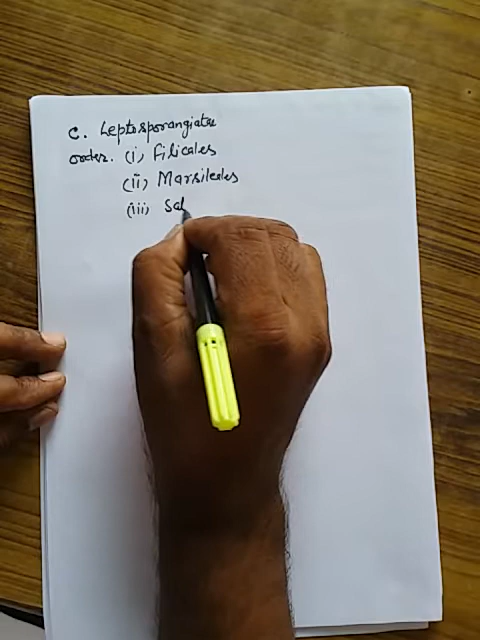 C. Leptosporangiatae
order. (i) Filicales
(ii) Marsileales
(iii) Sal